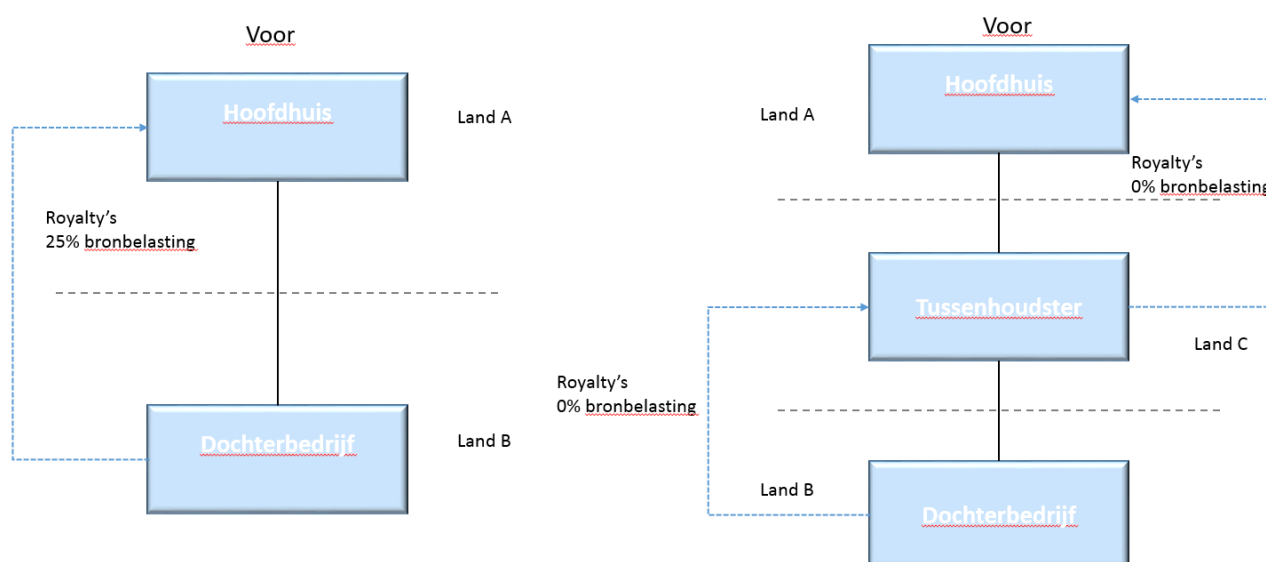 Voor
Hoofdhuis
Land A
Royalty's
25% bronbelasting
Dochterbedrijf
Land B
Voor
Hoofdhuis
Land A
Royalty's
0% bronbelasting
Tussenhoudster
Land C
Royalty's
0% bronbelasting
Land B
Dochterbedrijf